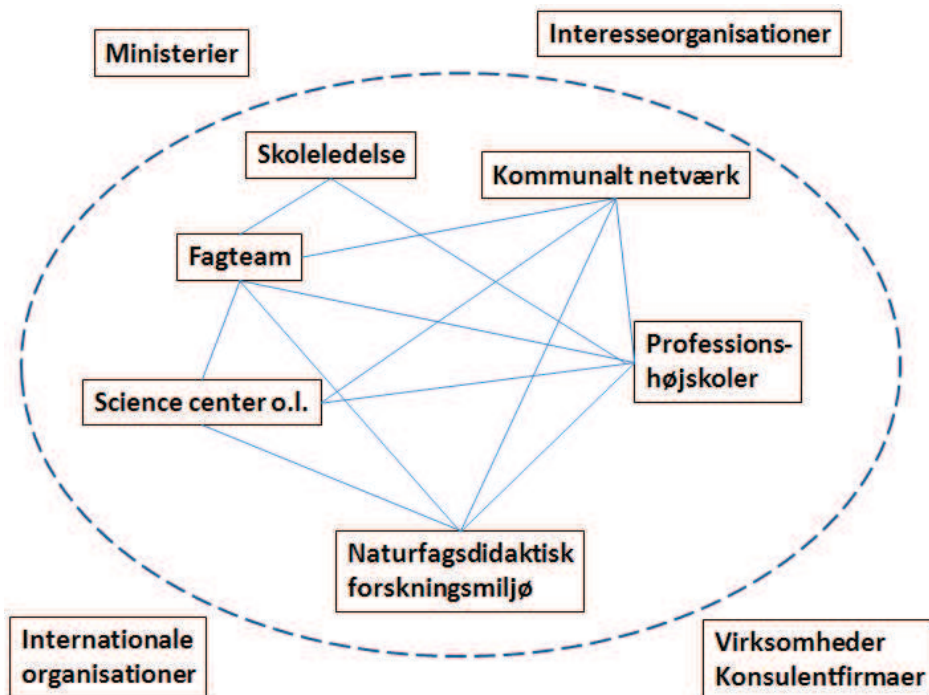 Ministerier
Interesseorganisationer
Skoleledelse
Kommunalt netværk
Fagteam
Professions-
højskoler
Science center o.l.
Naturfagsdidaktisk
forskningsmiljø
Internationale
organisationer
Virksomheder
Konsulentfirmaer